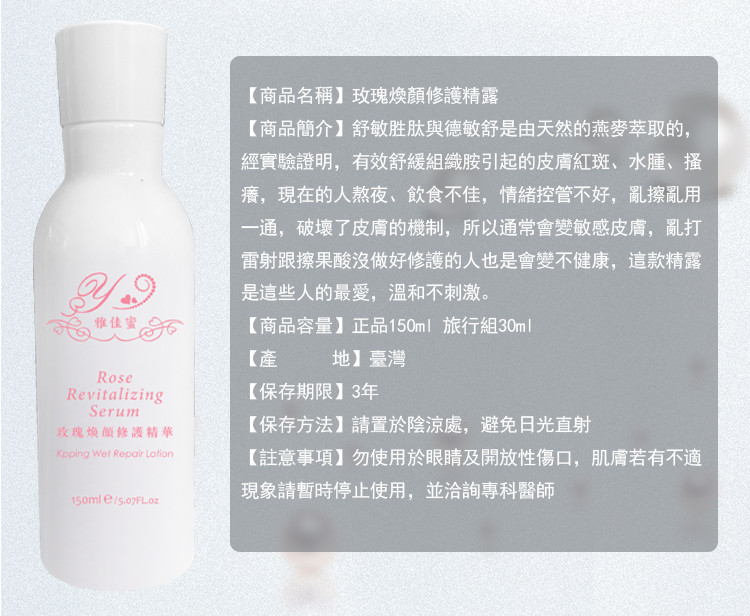 雅佳蜜
Rose
Revitalizing
Serum
玫瑰煥顏修護精華
Kpping Wet Repair Lotion
150ml e/5.07FL.oz
【商品名稱】玫瑰煥顏修護精露
【商品簡介】舒敏胜肽與德敏舒是由天然的燕麥萃取的,
經實驗證明，有效舒緩組織胺引起的皮膚紅斑、水腫、搔
癢，現在的人熬夜、飲食不佳，情緒控管不好，亂擦亂用
一通，破壞了皮膚的機制，所以通常會變敏感皮膚，亂打
雷射跟擦果酸沒做好修護的人也是會變不健康，這款精露
是這些人的最愛，溫和不刺激。
【商品容量】正品150ml 旅行組30ml
【產 地】臺灣
【保存期限】3年
【保存方法】請置於陰涼處，避免日光直射
【註意事項】勿使用於眼睛及開放性傷口，肌膚若有不適
現象請暫時停止使用，並洽詢專科醫師